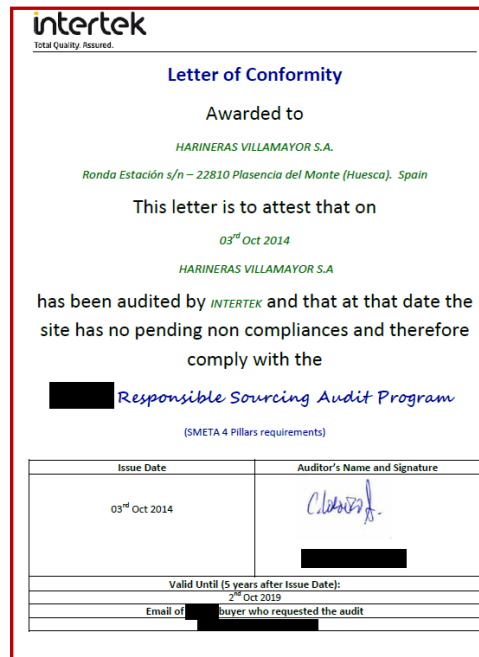 intertek
Total Quality. Assured.
Letter of Conformity
Awarded to
HARINERAS VILLAMAYOR S.A.
Ronda Estación s/n – 22810 Plasencia del Monte (Huesca). Spain
This letter is to attest that on
03rd Oct 2014
HARINERAS VILLAMAYOR S.A
has been audited by INTERTEK and that at that date the
site has no pending non compliances and therefore
comply with the
Responsible Sourcing Audit Program
(SMETA 4 Pillars requirements)
Issue Date Auditor's Name and Signature
03rd Oct 2014
Valid Until (5 years after Issue Date):
2nd Oct 2019
Email of buyer who requested the audit